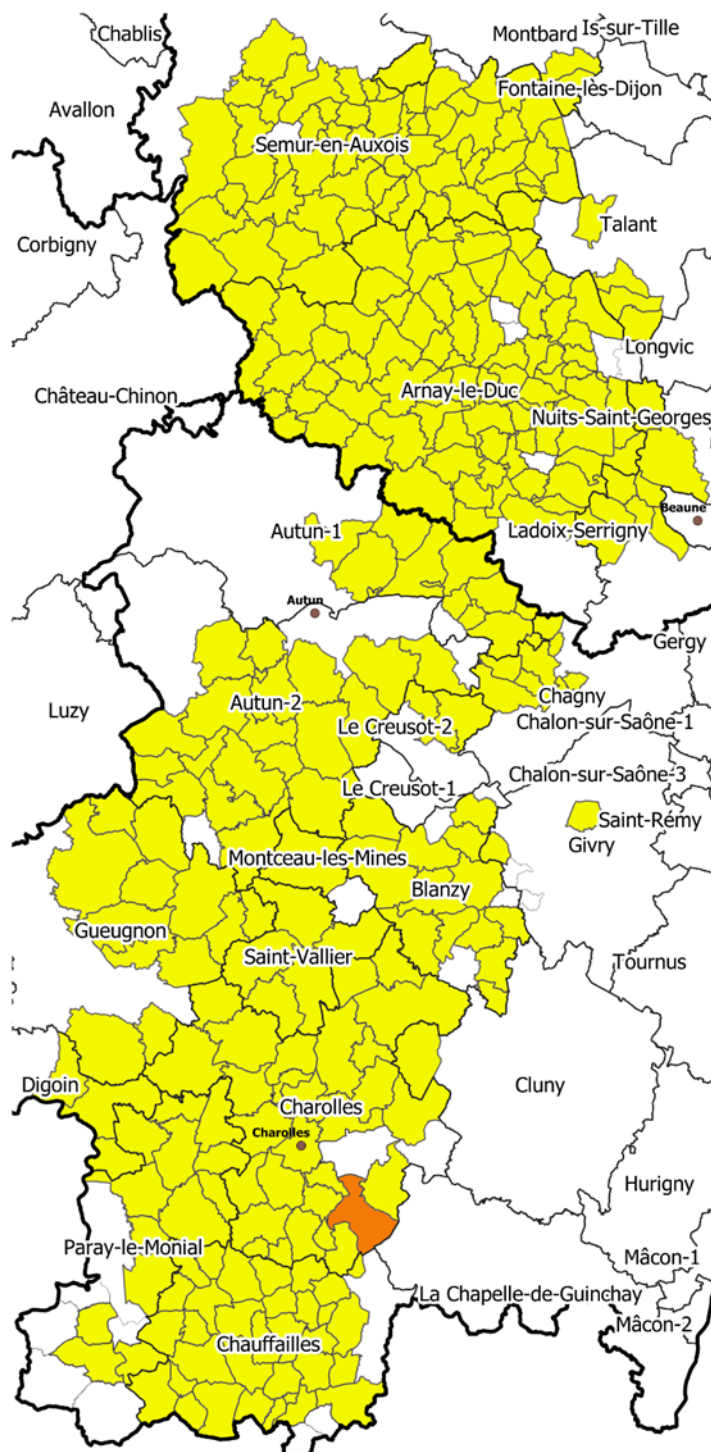 Chablis
Montbard
Is-sur-Tille
Fontaine-lès-Dijon
Avallon
Semur-en-Auxois
Talant
Corbigny
Longvic
Château-Chinon
Arnay-le-Duc
Nuits-Saint-Georges
Beaune
Autun-1
Ladoix-Serrigny
Autun
Gergy
Luzy
Autun-2
Chagny
Le Creusot-2
Chalon-sur-Saône-1
Le Creusot-1
Chalon-sur-Saône-3
Saint-Rémy
Givry
Montceau-les-Mines
Blanzy
Gueugnon
Saint-Vallier
Tournus
Digoin
Cluny
Charolles
Charolles
Hurigny
Paray-le-Monial
Mâcon-1
La Chapelle-de-Guinchay
Mâcon-2
Chauffailles